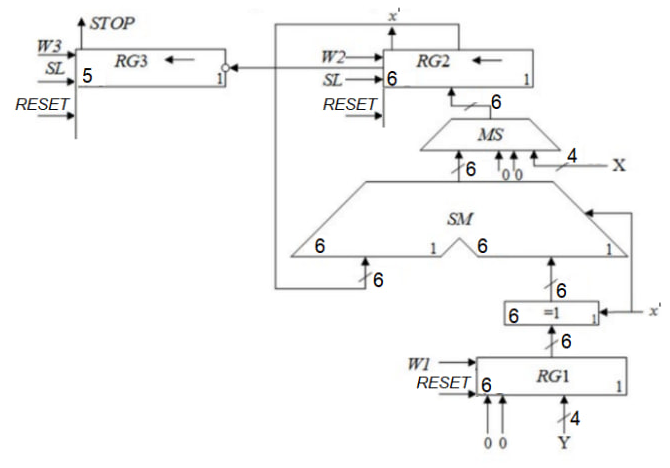 STOP
x'
W3
RG3
W2
RG2
SL
5
1
SL
6
1
RESET
RESET
6
MS
6
0 0
4
X
SM
6
1
6
1
6
6
6
=1
1
x'
6
W1
RESET
6
RG1
1
4
0 0
Y